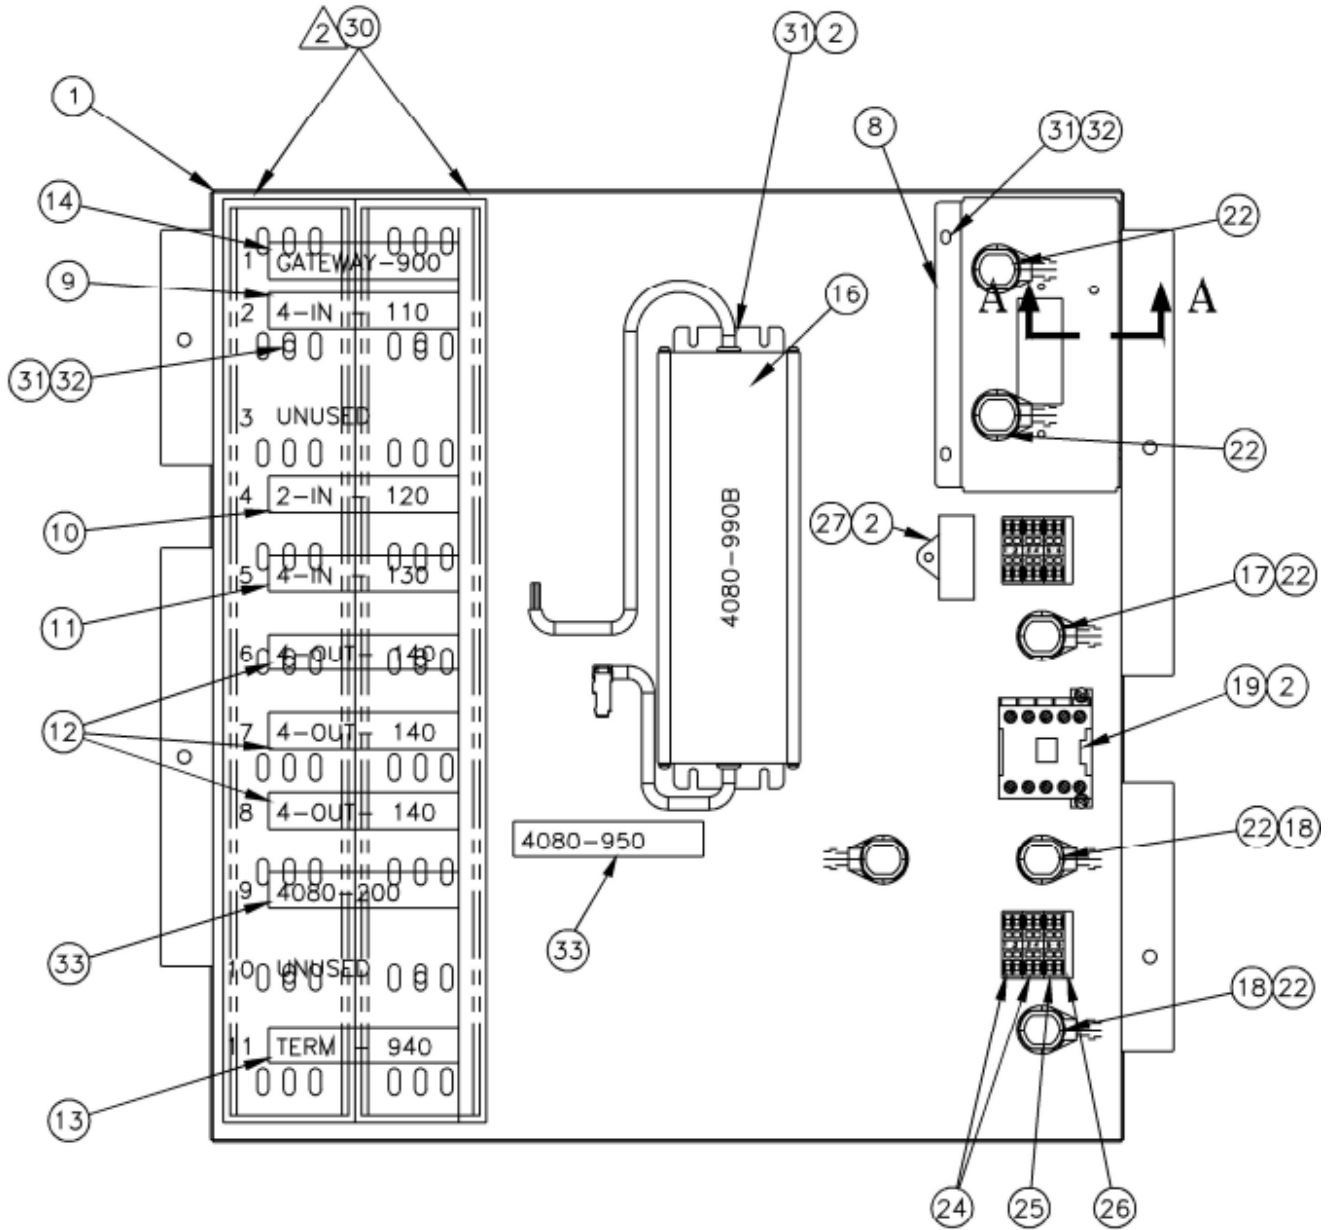 2 30
31 2
1
8
31 32
14
22
1 GATEWAY-900
9
16
A A
2 4-IN - 110
31 32
3 UNUSED
22
4 2-IN - 120
10
27 2
4080-990B
5 4-IN - 130
17 22
11
6 4-OUT- 140
19 2
12
7 4-OUT- 140
8 4-OUT- 140
22 18
4080-950
9 4080-200
33
33
10 UNUSED
18 22
11 TERM - 940
13
24 25 26